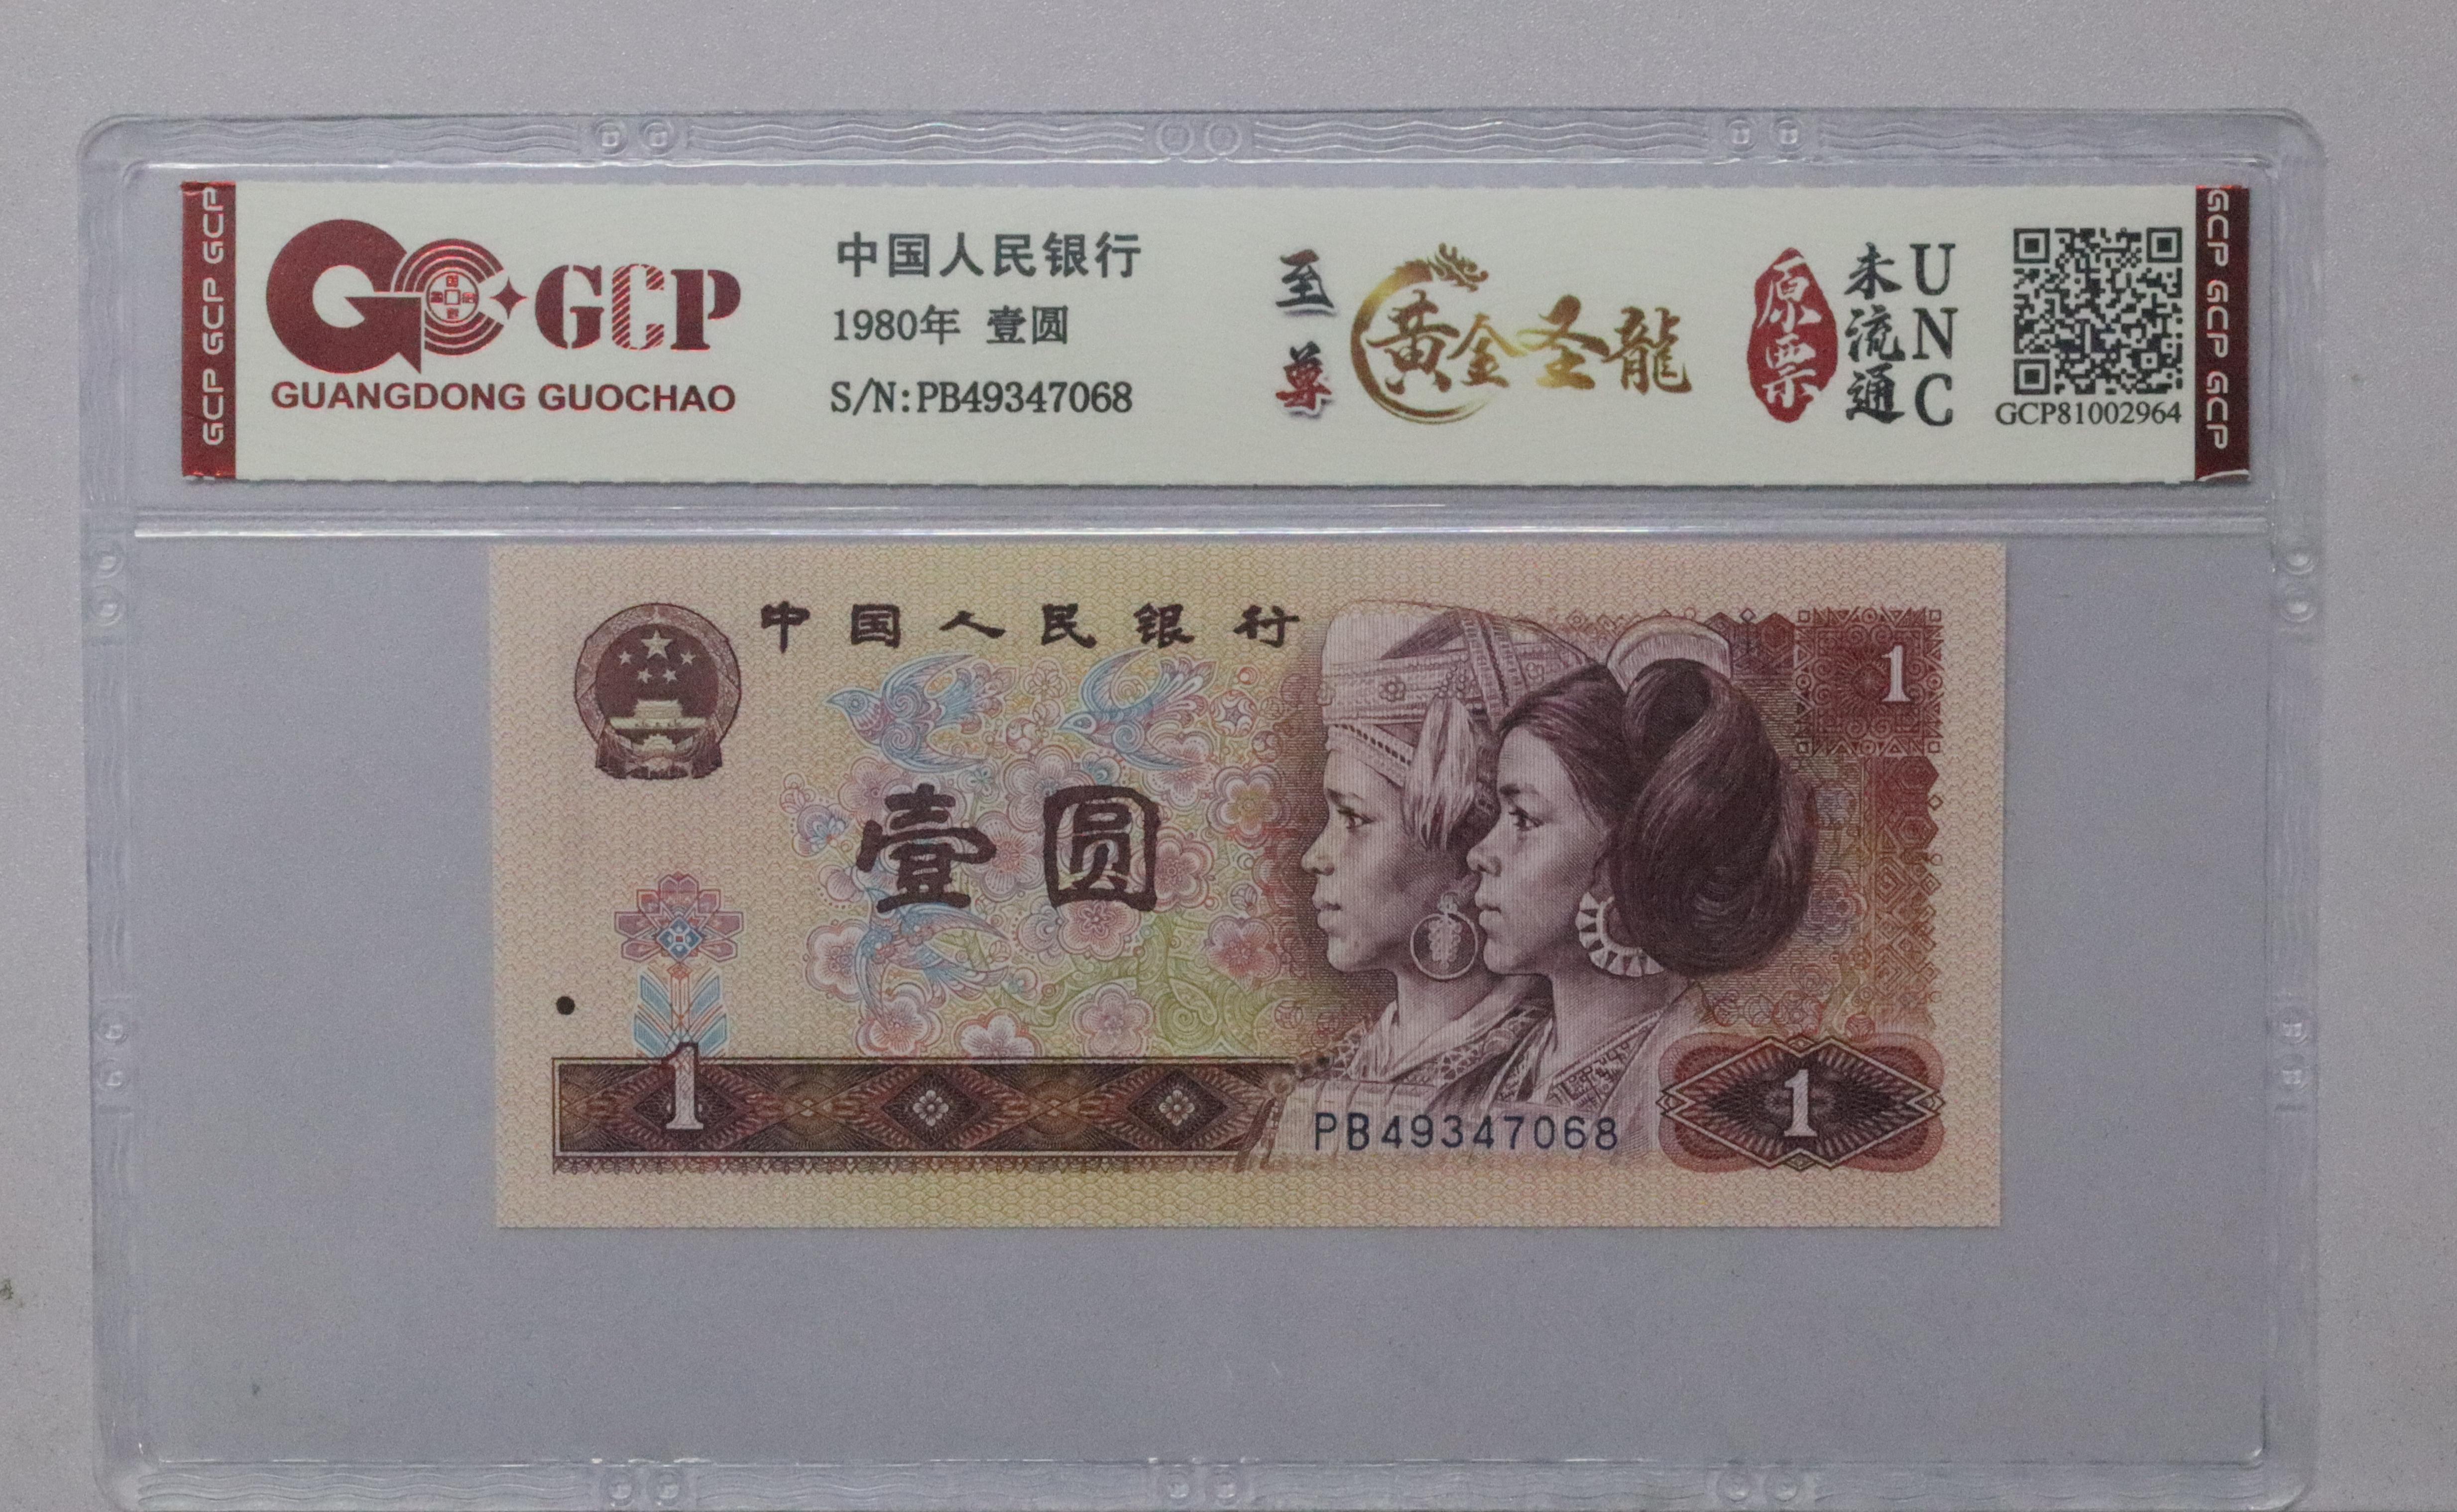 GCP GCP GCP
GCP
GUANGDONG GUOCHAO
中国人民银行
1980年 壹圆
S/N:PB49347068
至尊
黄金圣龍
原票
未流通
UNC
GCP81002964
GCP GCP GCP
中国人民银行
1
壹圆
1
PB49347068
1